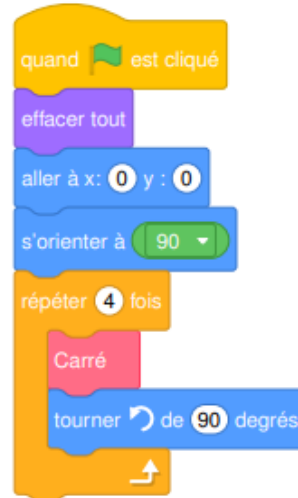 quand est cliqué
effacer tout
aller à x: 0 y : 0
s'orienter à 90
répéter 4 fois
Carré
tourner de 90 degrés